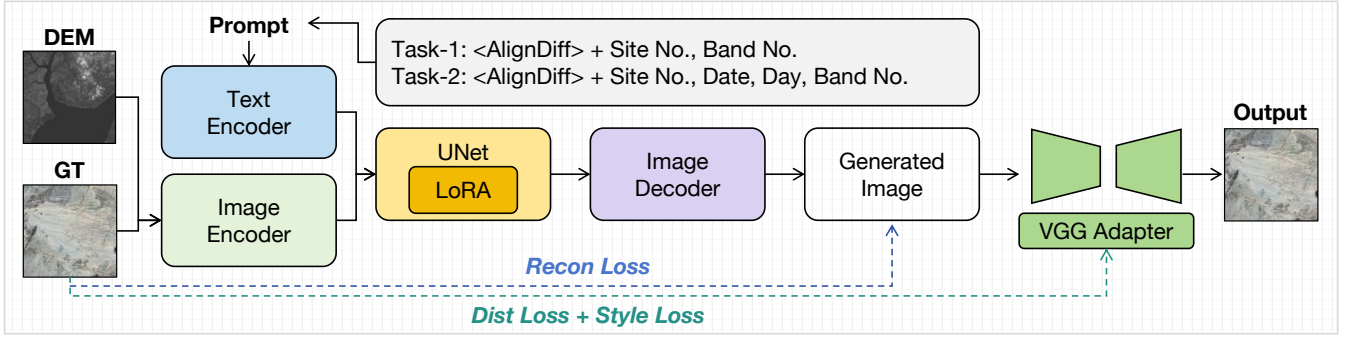 DEM
Prompt
Task-1: <AlignDiff> + Site No., Band No.
Task-2: <AlignDiff> + Site No., Date, Day, Band No.
Text
Encoder
GT
Image
Encoder
UNet
LoRA
Image
Decoder
Generated
Image
VGG Adapter
Output
Recon Loss
Dist Loss + Style Loss